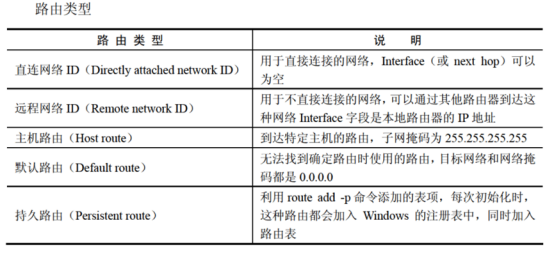 路由类型
路由类型 说明
直连网络 ID（Directly attached network ID） 用于直接连接的网络，Interface（或 next hop）可以
为空
远程网络 ID（Remote network ID） 用于不直接连接的网络，可以通过其他路由器到达这
种网络 Interface 字段是本地路由器的 IP 地址
主机路由（Host route） 到达特定主机的路由，子网掩码为 255.255.255.255
默认路由（Default route） 无法找到确定路由时使用的路由，目标网络和网络掩
码都是 0.0.0.0
持久路由（Persistent route） 利用 route add -p 命令添加的表项，每次初始化时，
这种路由都会加入 Windows 的注册表中，同时加入
路由表